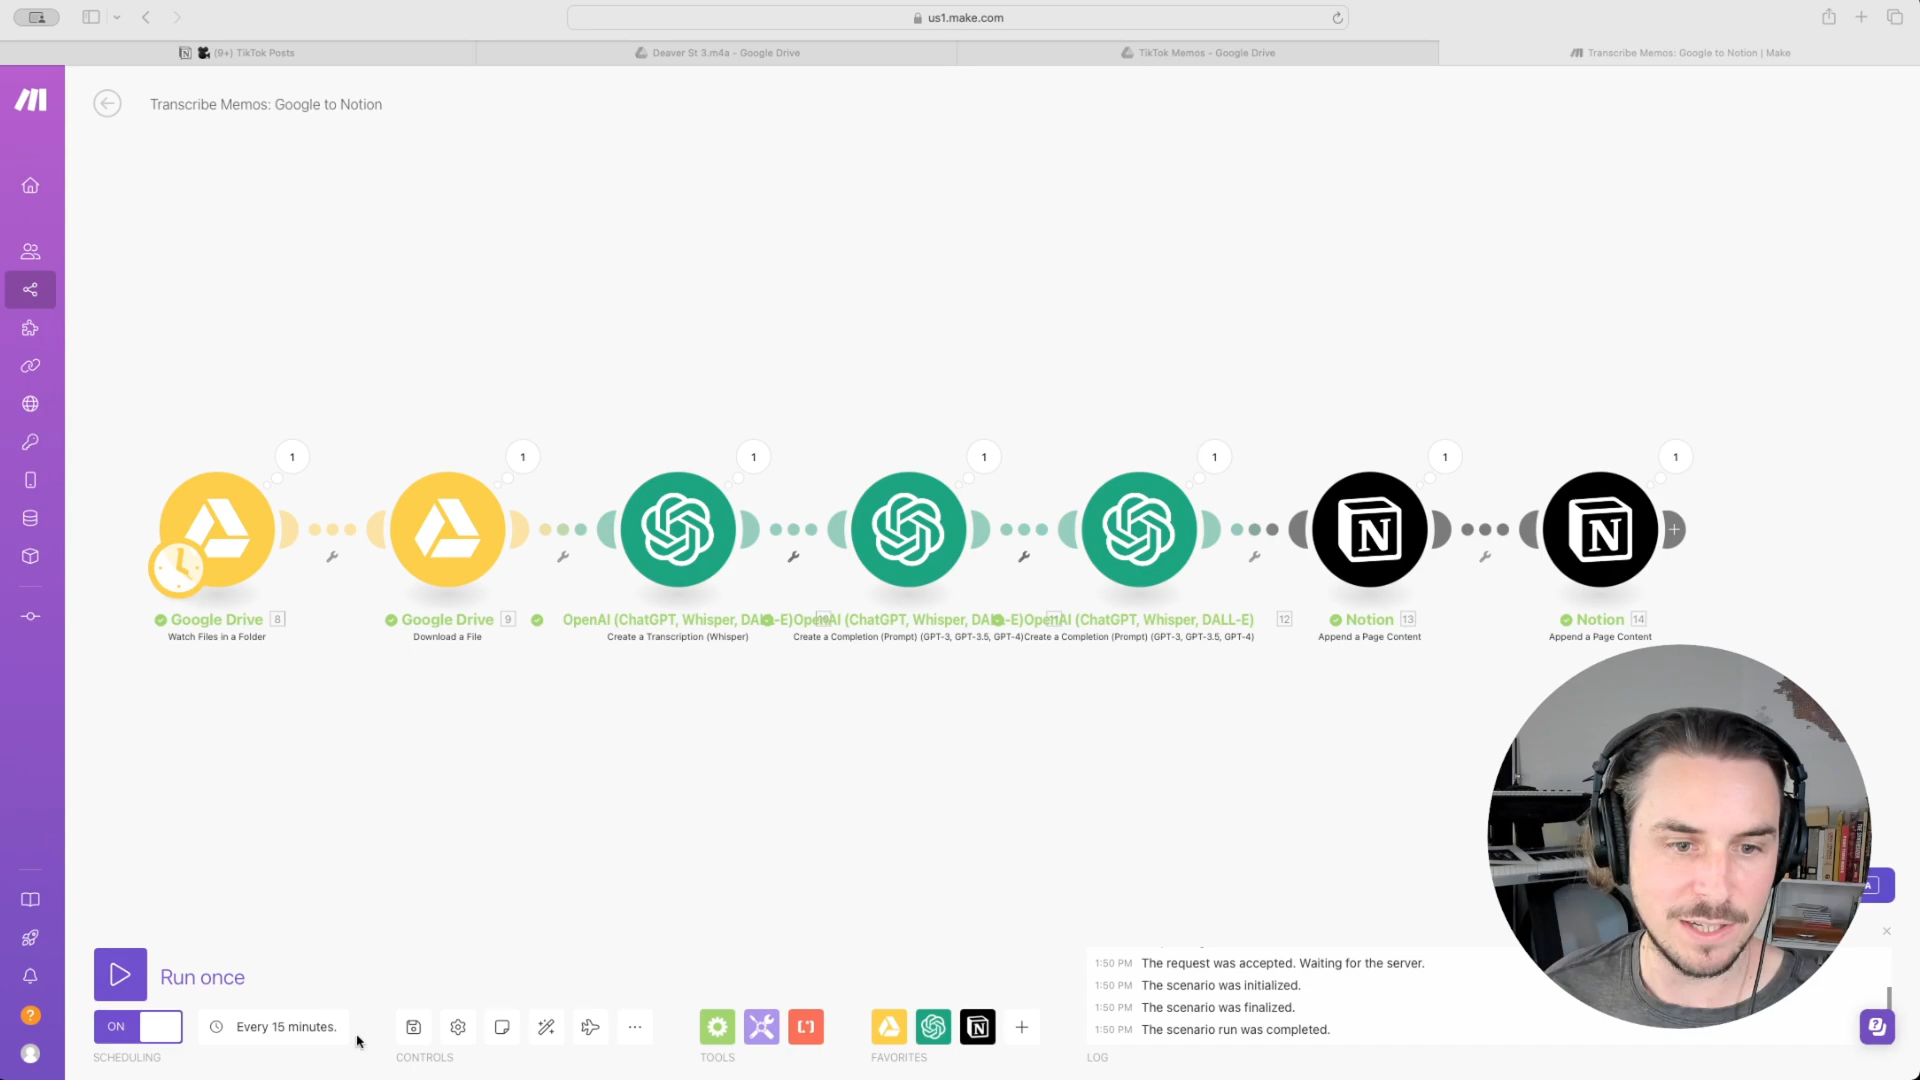 us1.make.com
(9+) TikTok Posts
Deaver St 3.m4a – Google Drive
TikTok Memos – Google Drive
Transcribe Memos: Google to Notion | Make
Transcribe Memos: Google to Notion
1
1
1
1
1
1
1
Google Drive 8
Watch Files in a Folder
Google Drive 9
Download a File
OpenAI (ChatGPT, Whisper, DALL-E)
Create a Transcription (Whisper)
OpenAI (ChatGPT, Whisper, DALL-E)
Create a Completion (Prompt) (GPT-3, GPT-3.5, GPT-4)
OpenAI (ChatGPT, Whisper, DALL-E) 12
Create a Completion (Prompt) (GPT-3, GPT-3.5, GPT-4)
Notion 13
Append a Page Content
Notion 14
Append a Page Content
Run once
ON
Every 15 minutes.
SCHEDULING
CONTROLS
TOOLS
FAVORITES
1:50 PM The request was accepted. Waiting for the server.
1:50 PM The scenario was initialized.
1:50 PM The scenario was finalized.
1:50 PM The scenario run was completed.
LOG